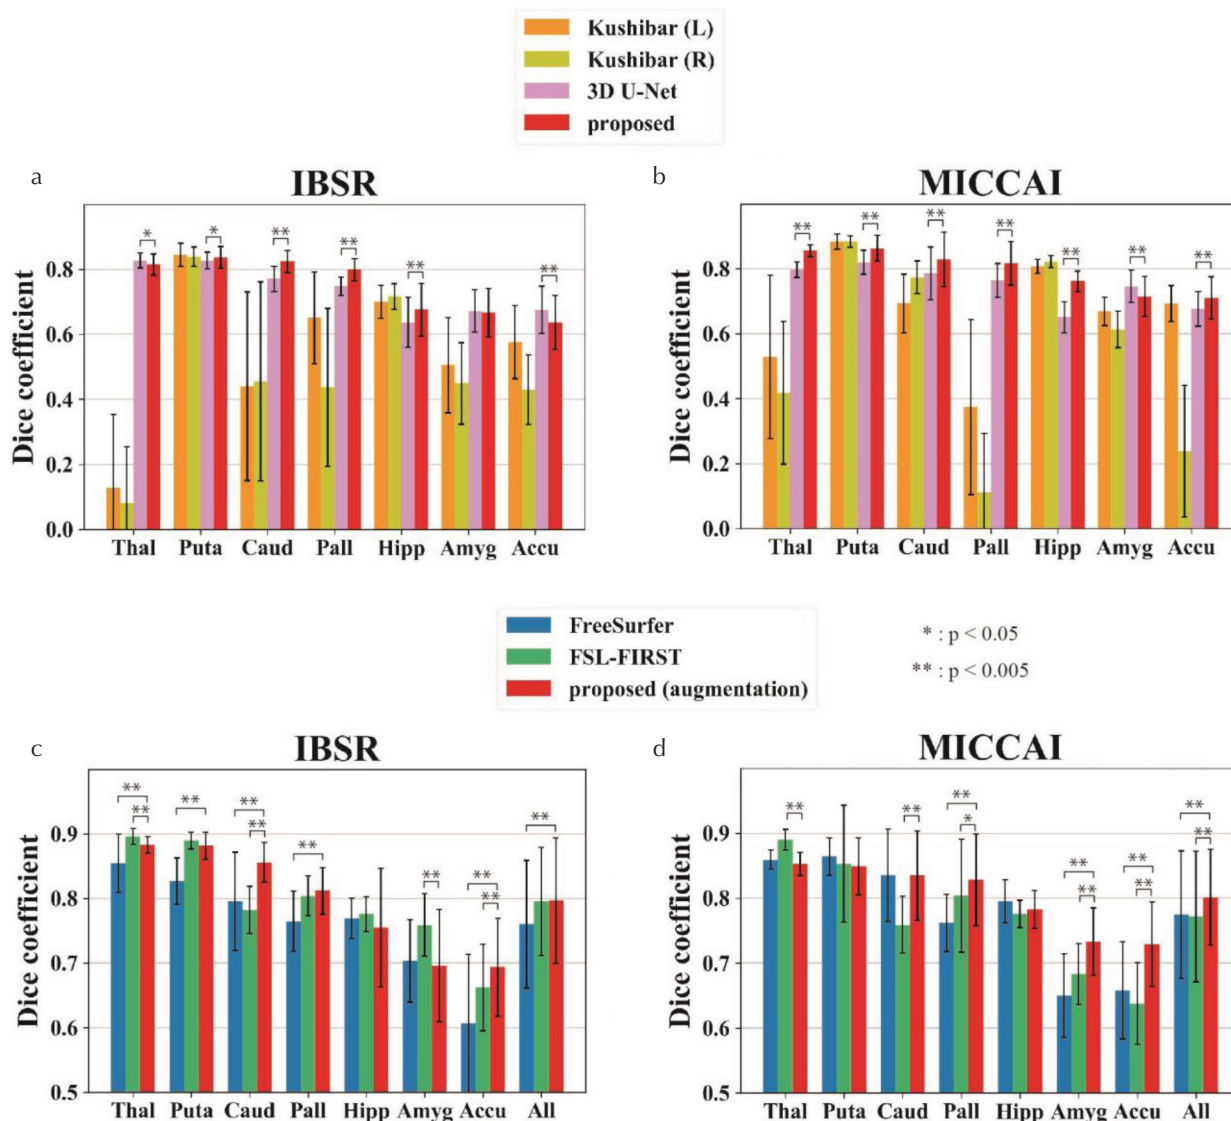 Kushibar (L)
Kushibar (R)
3D U-Net
proposed
a
IBSR
Dice coefficient
0.8
0.6
0.4
0.2
0.0
* * ** ** ** **
Thal Puta Caud Pall Hipp Amyg Accu
b
MICCAI
Dice coefficient
0.8
0.6
0.4
0.2
0.0
** ** ** ** ** ** **
Thal Puta Caud Pall Hipp Amyg Accu
FreeSurfer
FSL-FIRST
proposed (augmentation)
* : p < 0.05
** : p < 0.005
c
IBSR
Dice coefficient
0.9
0.8
0.7
0.6
0.5
** ** ** ** ** ** ** ** ** **
Thal Puta Caud Pall Hipp Amyg Accu All
d
MICCAI
Dice coefficient
0.9
0.8
0.7
0.6
0.5
** ** ** * ** ** ** ** ** **
Thal Puta Caud Pall Hipp Amyg Accu All